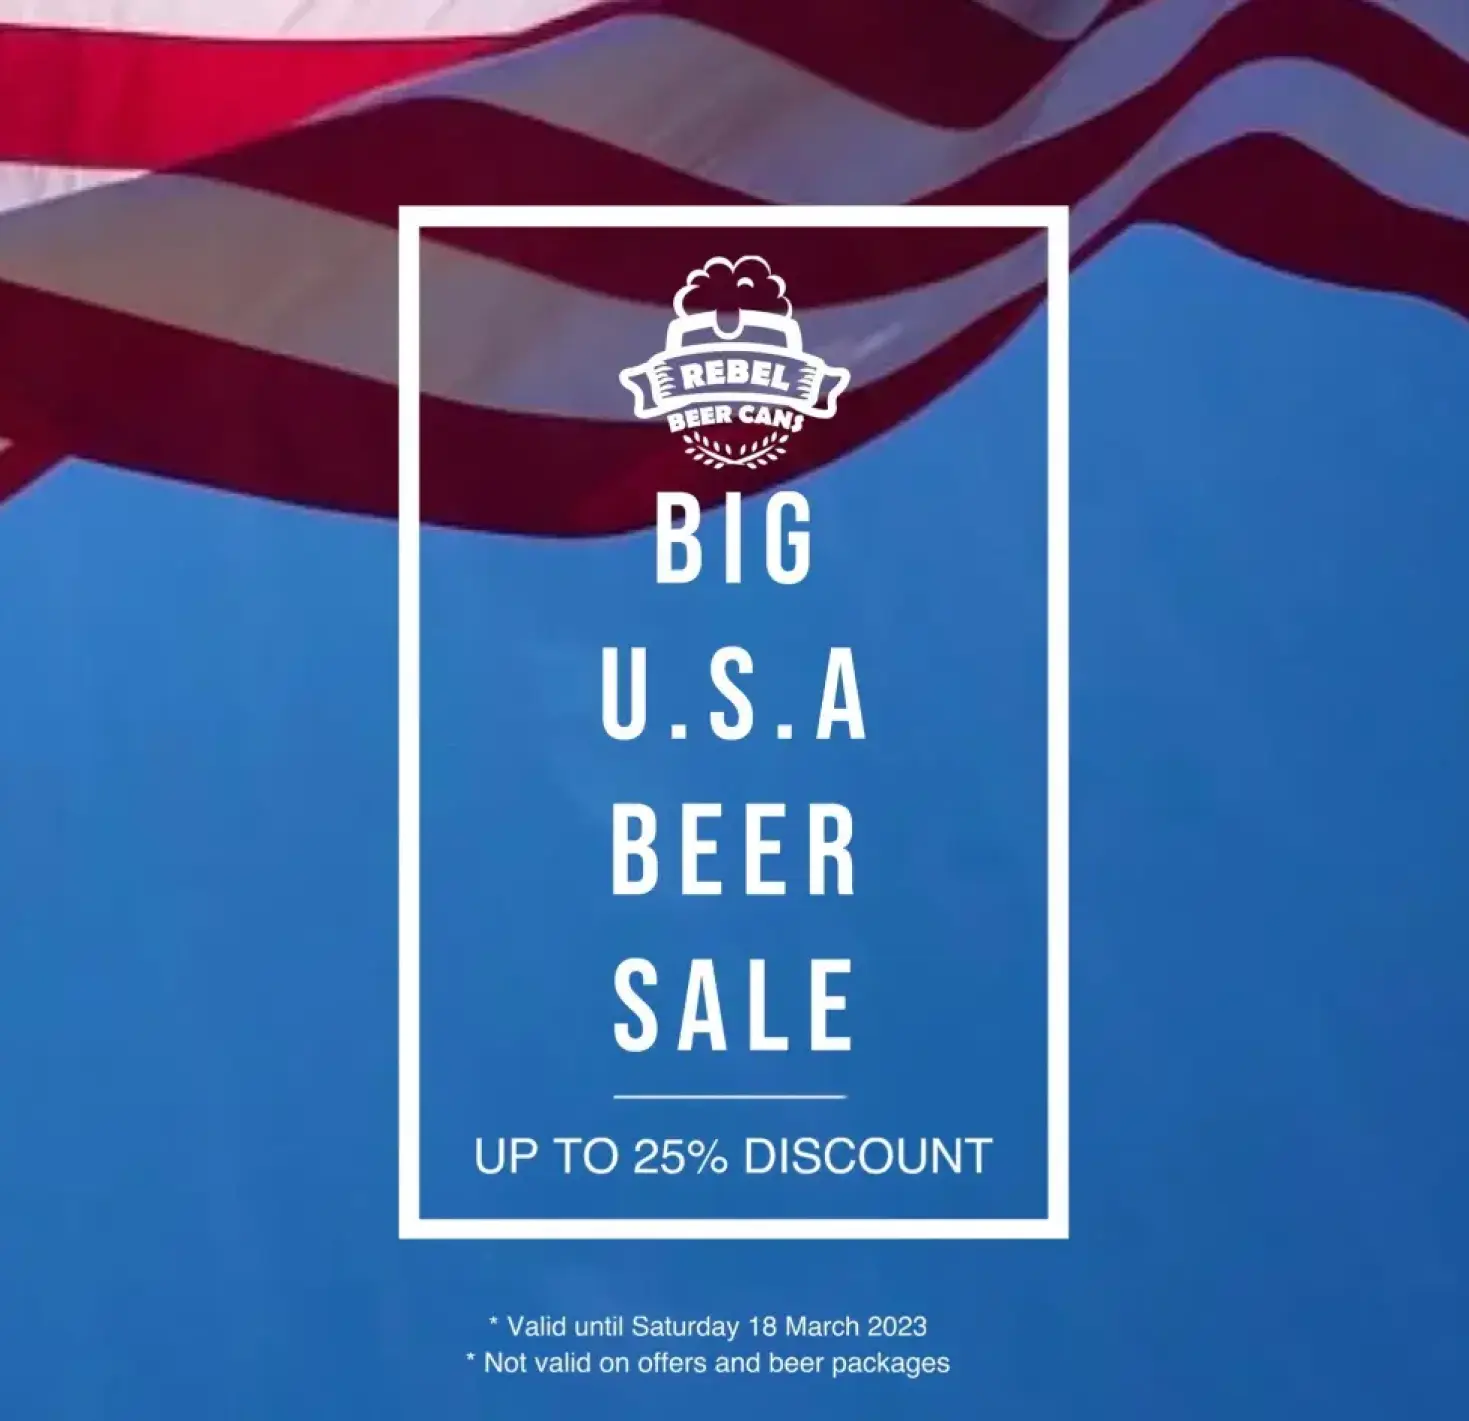 REBEL
BEER CANS
BIG
U.S.A
BEER
SALE
UP TO 25% DISCOUNT
* Valid until Saturday 18 March 2023
* Not valid on offers and beer packages